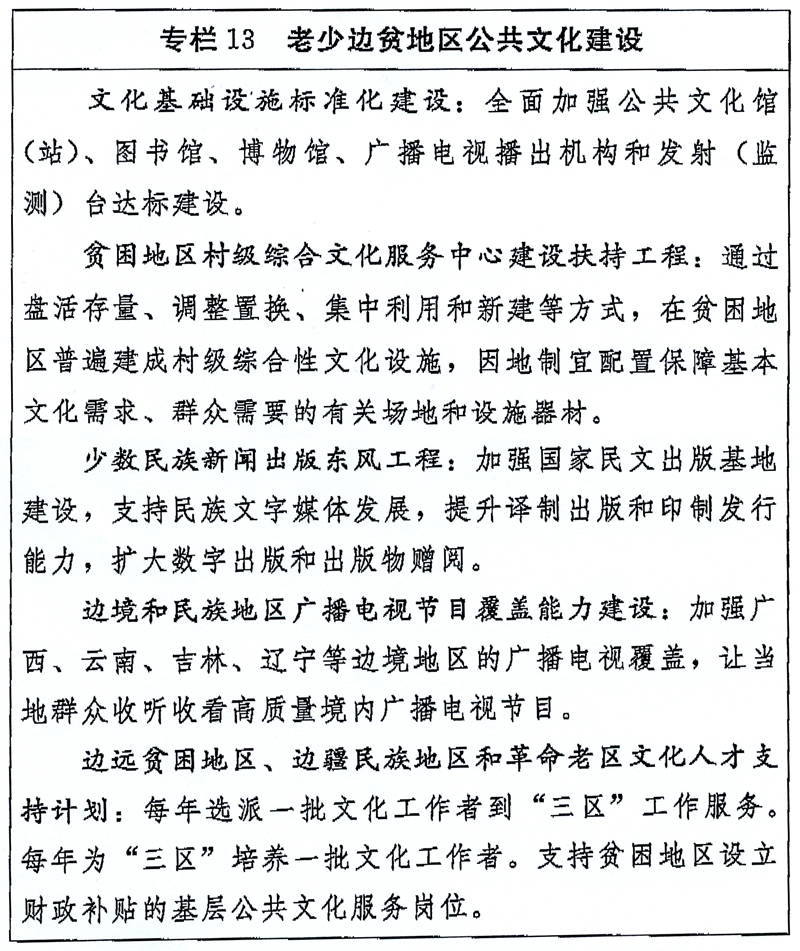 专栏13 老少边贫地区公共文化建设
文化基础设施标准化建设：全面加强公共文化馆
（站）、图书馆、博物馆、广播电视播出机构和发射（监
测）台达标建设。
贫困地区村级综合文化服务中心建设扶持工程：通过
盘活存量、调整置换、集中利用和新建等方式，在贫困地
区普遍建成村级综合性文化设施，因地制宜配置保障基本
文化需求、群众需要的有关场地和设施器材。
少数民族新闻出版东风工程：加强国家民文出版基地
建设，支持民族文字媒体发展，提升译制出版和印制发行
能力，扩大数字出版和出版物赠阅。
边境和民族地区广播电视节目覆盖能力建设：加强广
西、云南、吉林、辽宁等边境地区的广播电视覆盖，让当
地群众收听收看高质量境内广播电视节目。
边远贫困地区、边疆民族地区和革命老区文化人才支
持计划：每年选派一批文化工作者到“三区”工作服务。
每年为“三区”培养一批文化工作者。支持贫困地区设立
财政补贴的基层公共文化服务岗位。